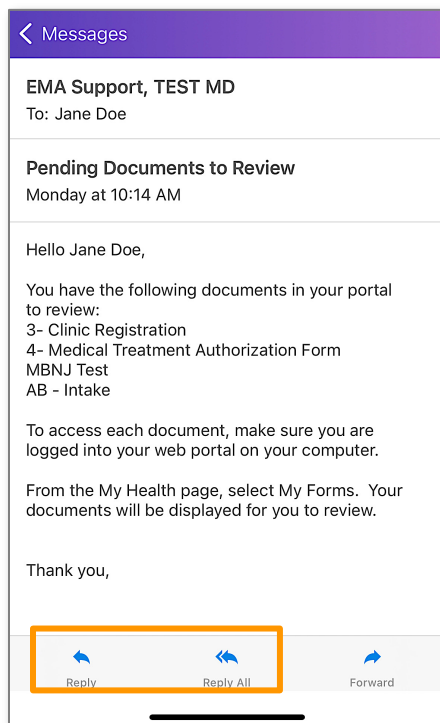 Messages
EMA Support, TEST MD
To: Jane Doe
Pending Documents to Review
Monday at 10:14 AM
Hello Jane Doe,
You have the following documents in your portal
to review:
3- Clinic Registration
4- Medical Treatment Authorization Form
MBNJ Test
AB - Intake
To access each document, make sure you are
logged into your web portal on your computer.
From the My Health page, select My Forms.  Your
documents will be displayed for you to review.
Thank you,
Reply Reply All Forward